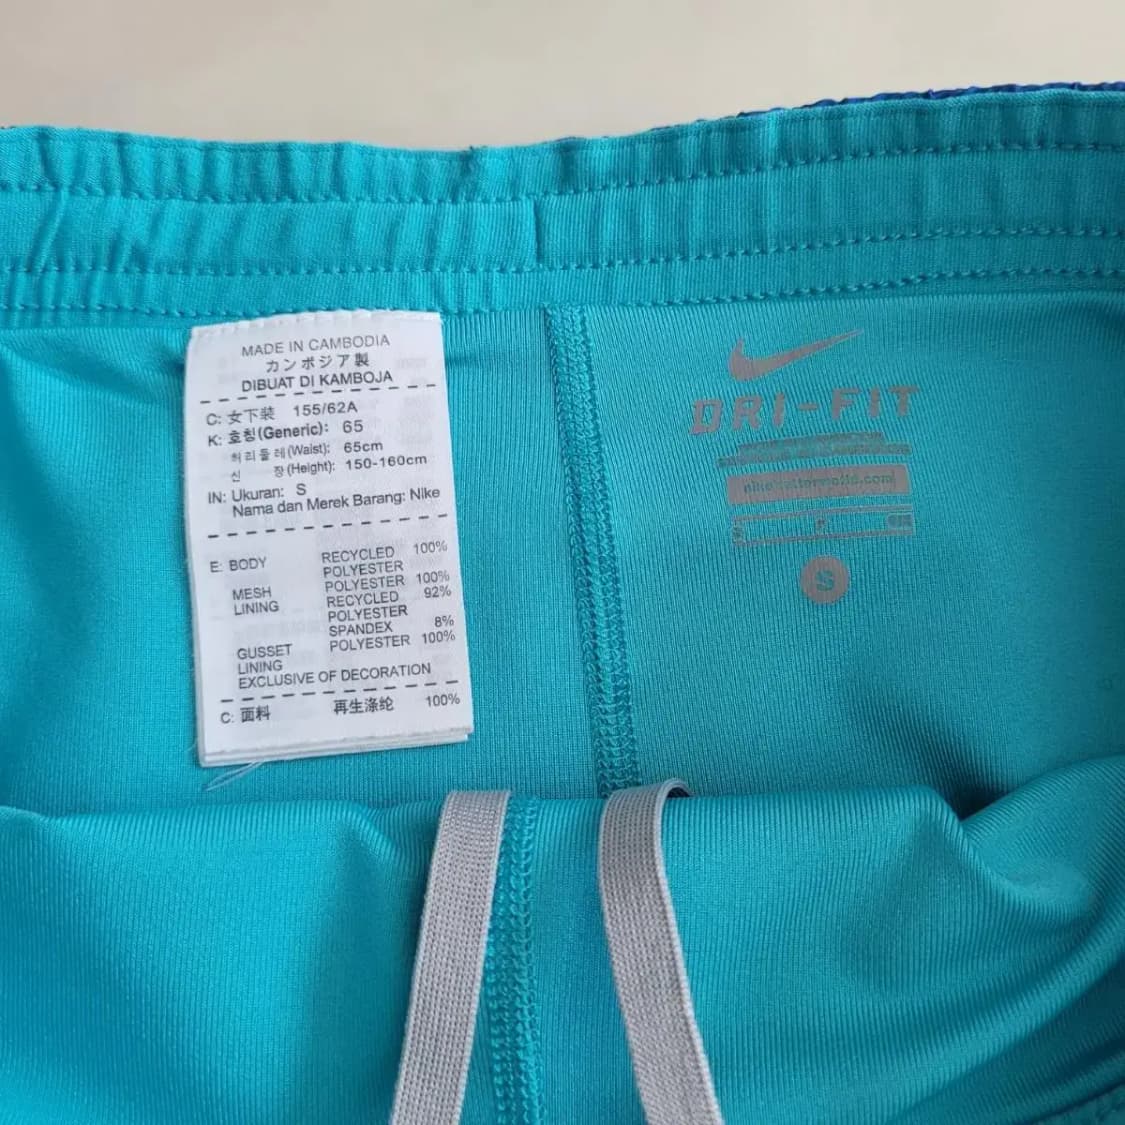 MADE IN CAMBODIA
カンボジア製
DIBUAT DI KAMBOJA
C: 女下装 155/62A
K: 호칭(Generic): 65
허리둘레(Waist): 65cm
신 장(Height): 150-160cm
IN: Ukuran: S
Nama dan Merek Barang: Nike
E: BODY RECYCLED 100%
POLYESTER
MESH POLYESTER 100%
LINING RECYCLED 92%
POLYESTER
SPANDEX 8%
GUSSET POLYESTER 100%
LINING
EXCLUSIVE OF DECORATION
C: 面料 再生涤纶 100%
DRI-FIT
S